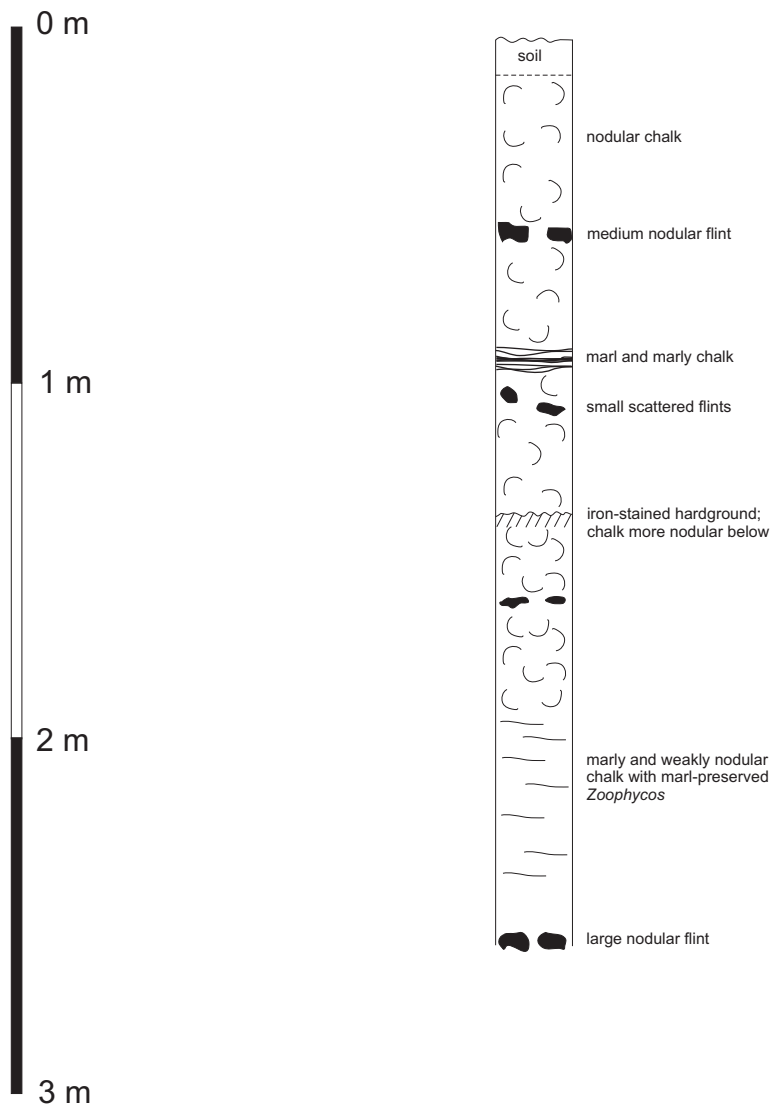 0 m
soil
nodular chalk
medium nodular flint
marl and marly chalk
1 m
small scattered flints
iron-stained hardground;
chalk more nodular below
2 m
marly and weakly nodular
chalk with marl-preserved
Zoophycos
large nodular flint
3 m